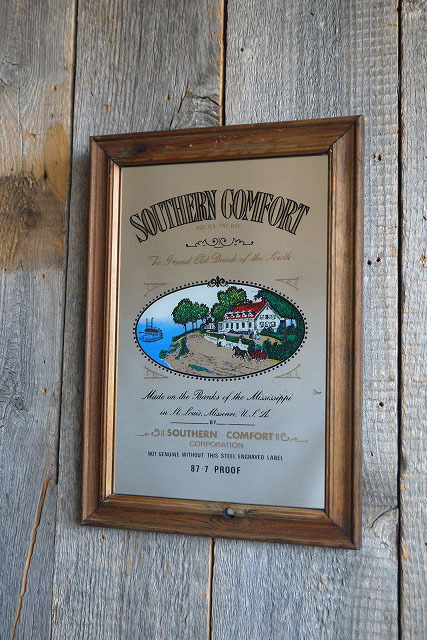 SOUTHERN COMFORT
REG. U.S. PAT. OFF.
The Grand Old Drink of the South
Made on the Banks of the Mississippi
in St. Louis, Missouri, U.S.A.
BY
SOUTHERN COMFORT
CORPORATION
NOT GENUINE WITHOUT THIS STEEL ENGRAVED LABEL
87·7 PROOF